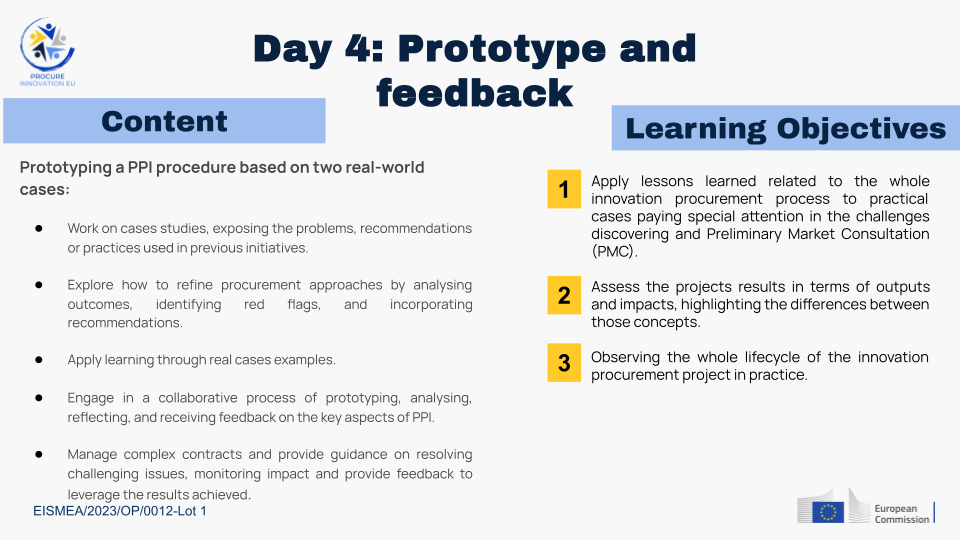 PROCURE
INNOVATION EU
Day 4: Prototype and
feedback
Content
Prototyping a PPI procedure based on two real-world
cases:
● Work on cases studies, exposing the problems, recommendations
or practices used in previous initiatives.
● Explore how to refine procurement approaches by analysing
outcomes, identifying red flags, and incorporating
recommendations.
● Apply learning through real cases examples.
● Engage in a collaborative process of prototyping, analysing,
reflecting, and receiving feedback on the key aspects of PPI.
● Manage complex contracts and provide guidance on resolving
challenging issues, monitoring impact and provide feedback to
leverage the results achieved.
Learning Objectives
1 Apply lessons learned related to the whole
innovation procurement process to practical
cases paying special attention in the challenges
discovering and Preliminary Market Consultation
(PMC).
2 Assess the projects results in terms of outputs
and impacts, highlighting the differences between
those concepts.
3 Observing the whole lifecycle of the innovation
procurement project in practice.
EISMEA/2023/OP/0012-Lot 1
European
Commission